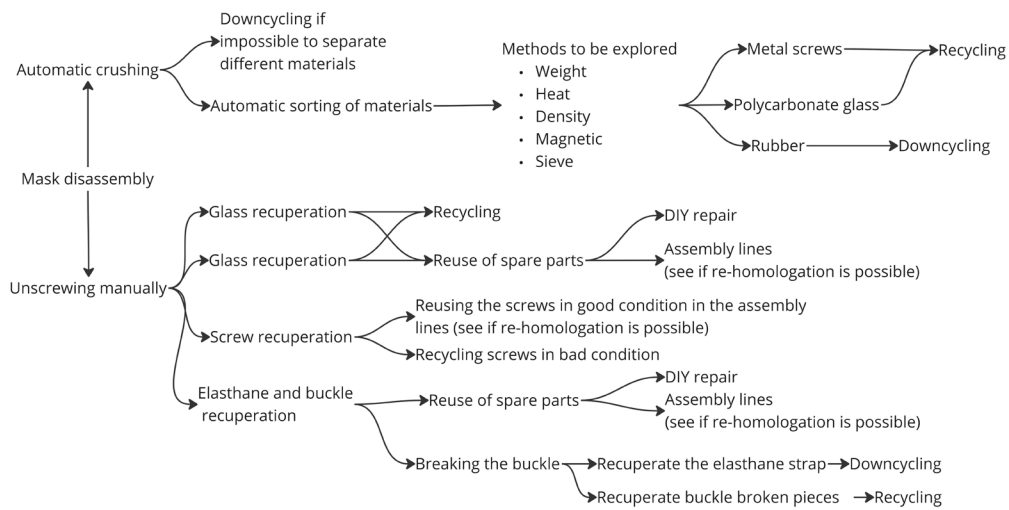 Downcycling if
impossible to separate
different materials
Automatic crushing
Automatic sorting of materials
Methods to be explored
• Weight
• Heat
• Density
• Magnetic
• Sieve
Metal screws
Recycling
Polycarbonate glass
Rubber
Downcycling
Mask disassembly
Unscrewing manually
Glass recuperation
Recycling
Glass recuperation
Reuse of spare parts
DIY repair
Assembly lines
(see if re-homologation is possible)
Screw recuperation
Reusing the screws in good condition in the assembly
lines (see if re-homologation is possible)
Recycling screws in bad condition
Elasthane and buckle
recuperation
Reuse of spare parts
DIY repair
Assembly lines
(see if re-homologation is possible)
Breaking the buckle
Recuperate the elasthane strap
Downcycling
Recuperate buckle broken pieces
Recycling